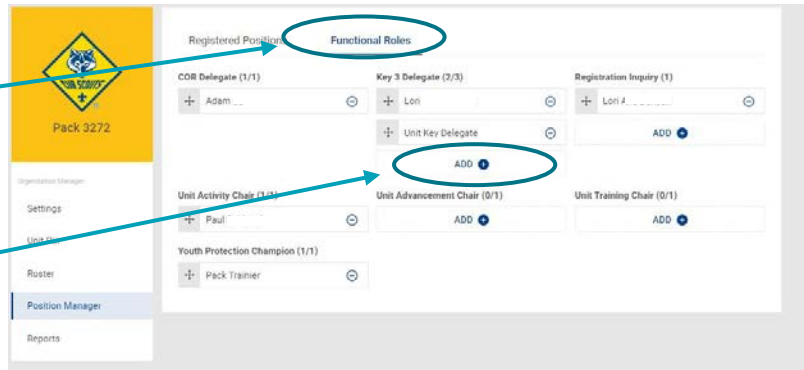 CUB SCOUTS
Pack 3272
Organization Manager
Settings
Roster
Position Manager
Reports
Registered Positions Functional Roles
COR Delegate (1/1) Key 3 Delegate (2/3) Registration Inquiry (1)
Adam Lori Lori
Unit Key Delegate ADD
ADD
Unit Activity Chair (1/1) Unit Advancement Chair (0/1) Unit Training Chair (0/1)
Paul ADD ADD
Youth Protection Champion (1/1)
Pack Trainier